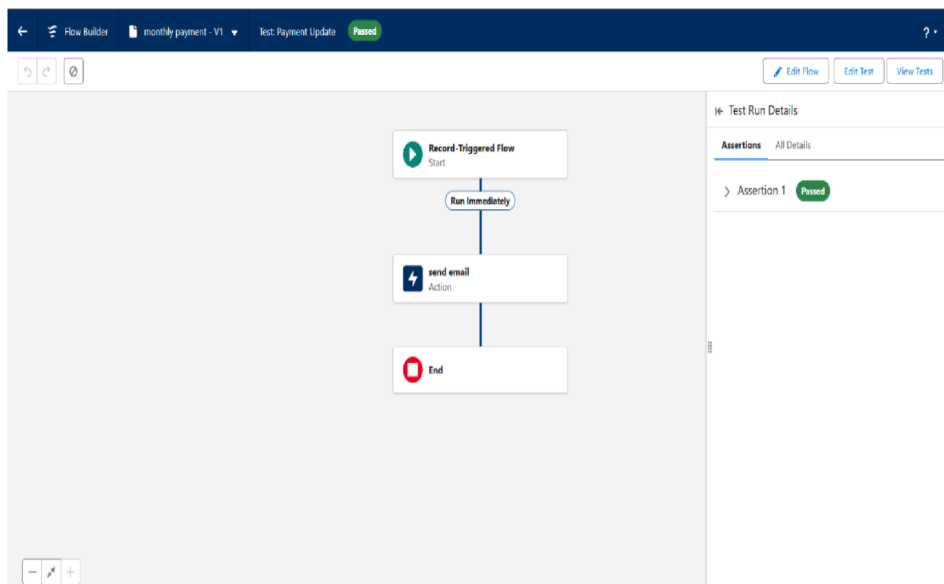 Flow Builder
monthly payment - V1
Test: Payment Update
Passed
?
Edit Flow
Edit Test
View Tests
Test Run Details
Assertions
All Details
Assertion 1
Passed
Record-Triggered Flow
Start
Run Immediately
send email
Action
End